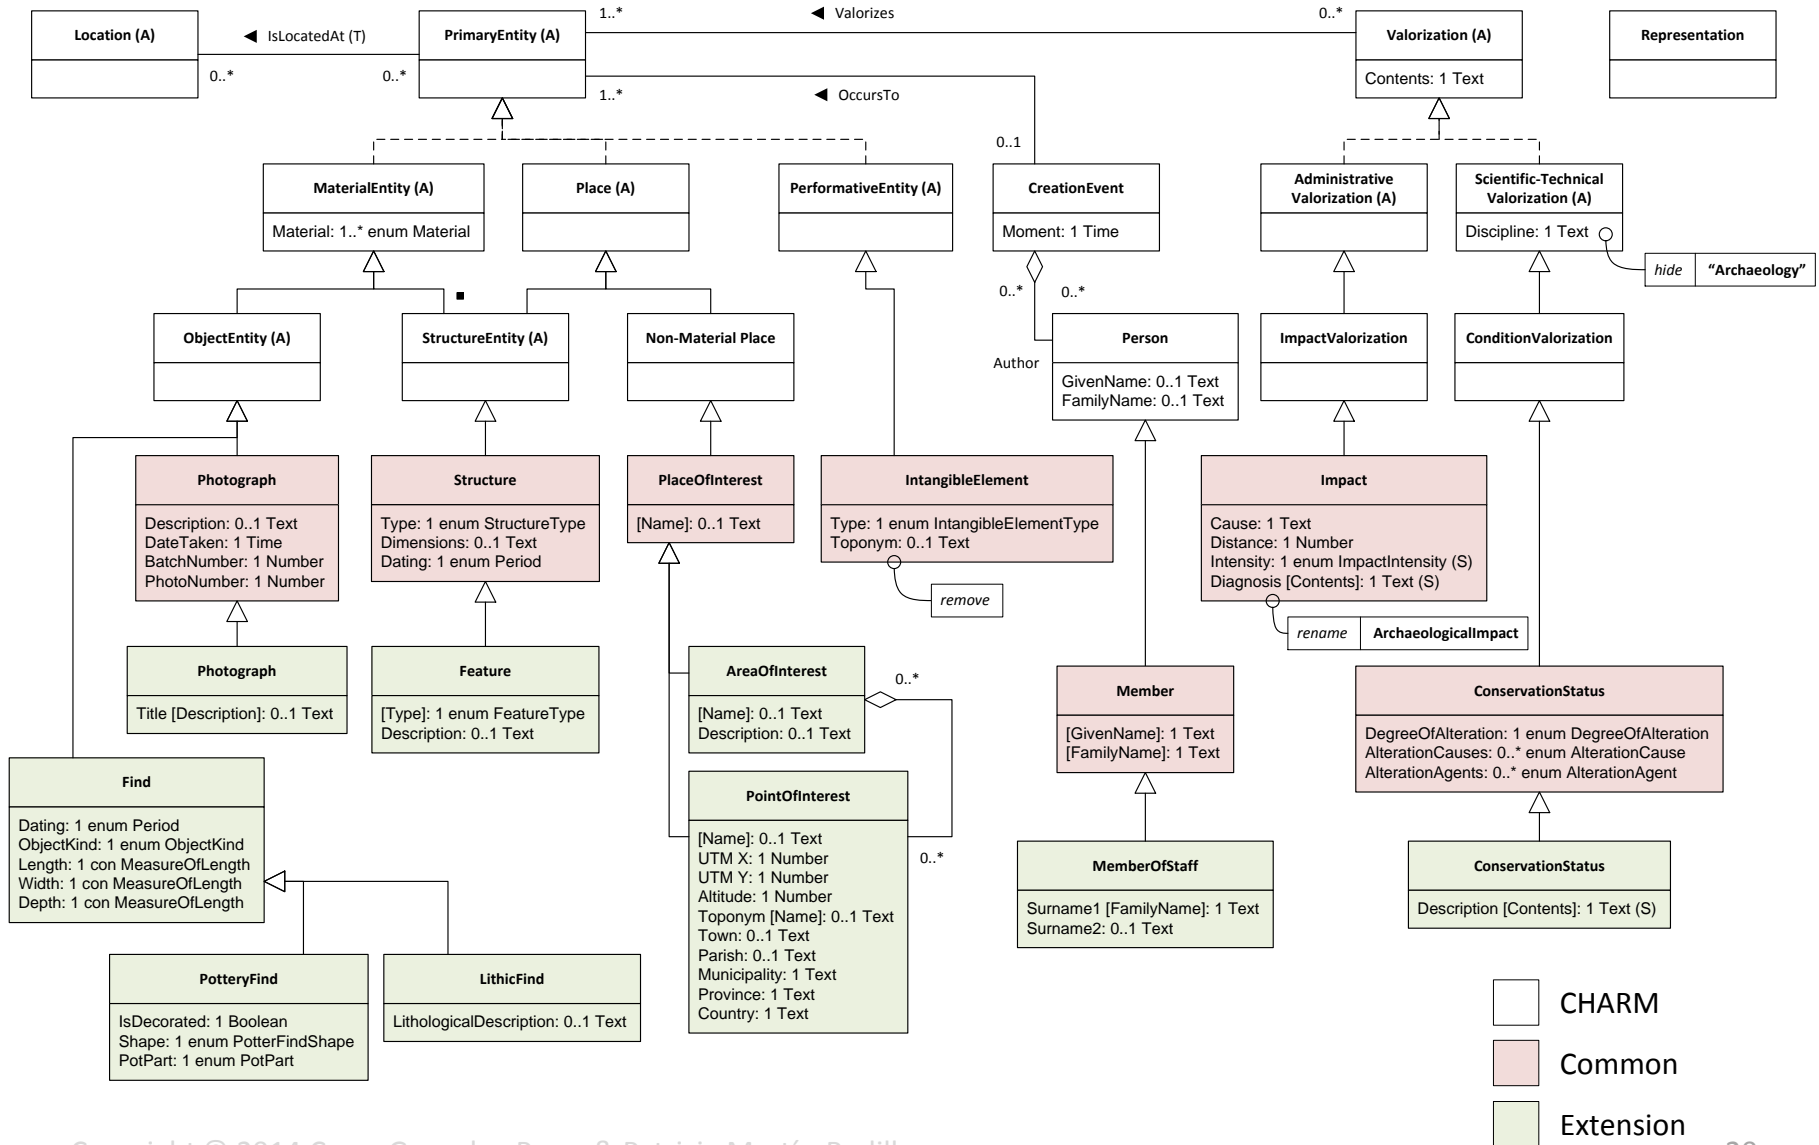 Location (A)
◄ IsLocatedAt (T)
0..*
0..*
PrimaryEntity (A)
1..*
◄ Valorizes
0..*
Valorization (A)
Contents: 1 Text
Representation
1..*
◄ OccursTo
0..1
MaterialEntity (A)
Material: 1..* enum Material
Place (A)
PerformativeEntity (A)
CreationEvent
Moment: 1 Time
Administrative
Valorization (A)
Scientific-Technical
Valorization (A)
Discipline: 1 Text
hide
“Archaeology”
0..*
0..*
Author
ObjectEntity (A)
StructureEntity (A)
Non-Material Place
Person
GivenName: 0..1 Text
FamilyName: 0..1 Text
ImpactValorization
ConditionValorization
Photograph
Description: 0..1 Text
DateTaken: 1 Time
BatchNumber: 1 Number
PhotoNumber: 1 Number
Structure
Type: 1 enum StructureType
Dimensions: 0..1 Text
Dating: 1 enum Period
PlaceOfInterest
[Name]: 0..1 Text
IntangibleElement
Type: 1 enum IntangibleElementType
Toponym: 0..1 Text
remove
Impact
Cause: 1 Text
Distance: 1 Number
Intensity: 1 enum ImpactIntensity (S)
Diagnosis [Contents]: 1 Text (S)
rename
ArchaeologicalImpact
Photograph
Title [Description]: 0..1 Text
Feature
[Type]: 1 enum FeatureType
Description: 0..1 Text
AreaOfInterest
[Name]: 0..1 Text
Description: 0..1 Text
0..*
Member
[GivenName]: 1 Text
[FamilyName]: 1 Text
ConservationStatus
DegreeOfAlteration: 1 enum DegreeOfAlteration
AlterationCauses: 0..* enum AlterationCause
AlterationAgents: 0..* enum AlterationAgent
Find
Dating: 1 enum Period
ObjectKind: 1 enum ObjectKind
Length: 1 con MeasureOfLength
Width: 1 con MeasureOfLength
Depth: 1 con MeasureOfLength
PointOfInterest
[Name]: 0..1 Text
UTM X: 1 Number
UTM Y: 1 Number
Altitude: 1 Number
Toponym [Name]: 0..1 Text
Town: 0..1 Text
Parish: 0..1 Text
Municipality: 1 Text
Province: 1 Text
Country: 1 Text
0..*
MemberOfStaff
Surname1 [FamilyName]: 1 Text
Surname2: 0..1 Text
ConservationStatus
Description [Contents]: 1 Text (S)
PotteryFind
IsDecorated: 1 Boolean
Shape: 1 enum PotterFindShape
PotPart: 1 enum PotPart
LithicFind
LithologicalDescription: 0..1 Text
CHARM
Common
Extension